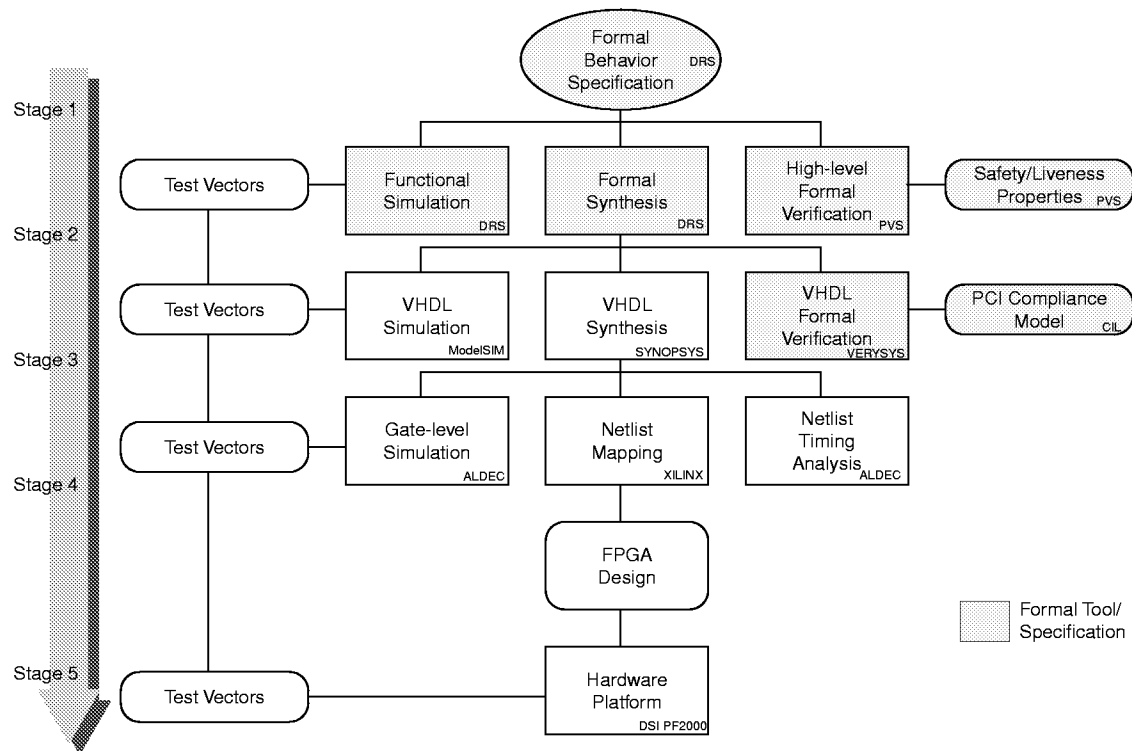 Formal
Behavior
DRS
Specification
Stage 1
Test Vectors
Functional
Simulation
DRS
Formal
Synthesis
DRS
High-level
Formal
Verification
PVS
Safety/Liveness
Properties
PVS
Stage 2
Test Vectors
VHDL
Simulation
ModelSIM
VHDL
Synthesis
SYNOPSYS
VHDL
Formal
Verification
VERYSYS
PCI Compliance
Model
CIL
Stage 3
Test Vectors
Gate-level
Simulation
ALDEC
Netlist
Mapping
XILINX
Netlist
Timing
Analysis
ALDEC
Stage 4
FPGA
Design
Formal Tool/
Specification
Stage 5
Test Vectors
Hardware
Platform
DSI PF2000